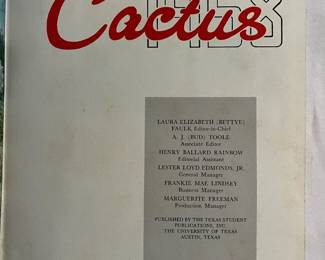 Cactus
LAURA ELIZABETH (BETTYE)
FAULK Editor-in-Chief
A. J. (BUD) TOOLE
Associate Editor
HENRY BALLARD RAINBOW
Editorial Assistant
LESTER LOYD EDMONDS, JR.
General Manager
FRANKIE MAE LINDSEY
Business Manager
MARGUERITE FREEMAN
Production Manager
PUBLISHED BY THE TEXAS STUDENT
PUBLICATIONS, INC.
THE UNIVERSITY OF TEXAS
AUSTIN, TEXAS